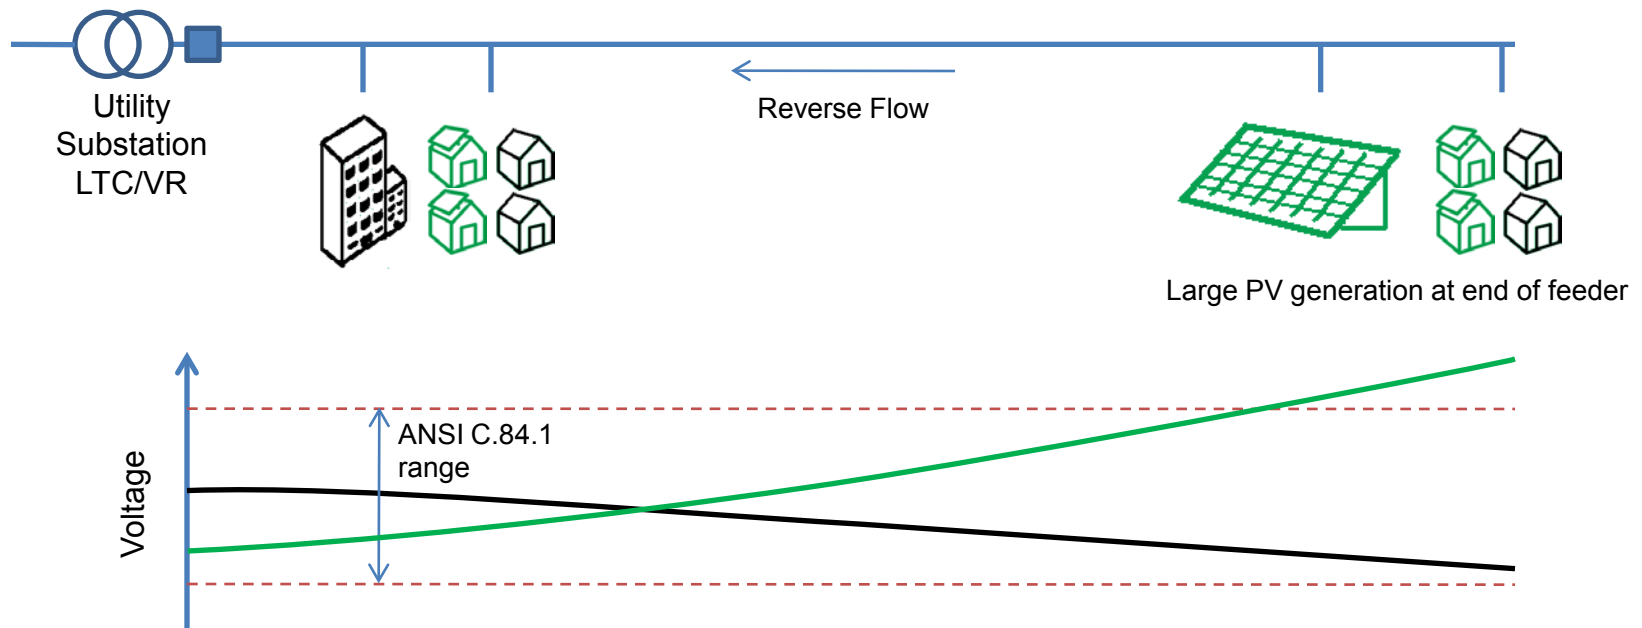 Utility
Substation
LTC/VR
Reverse Flow
Large PV generation at end of feeder
ANSI C.84.1
range
Voltage